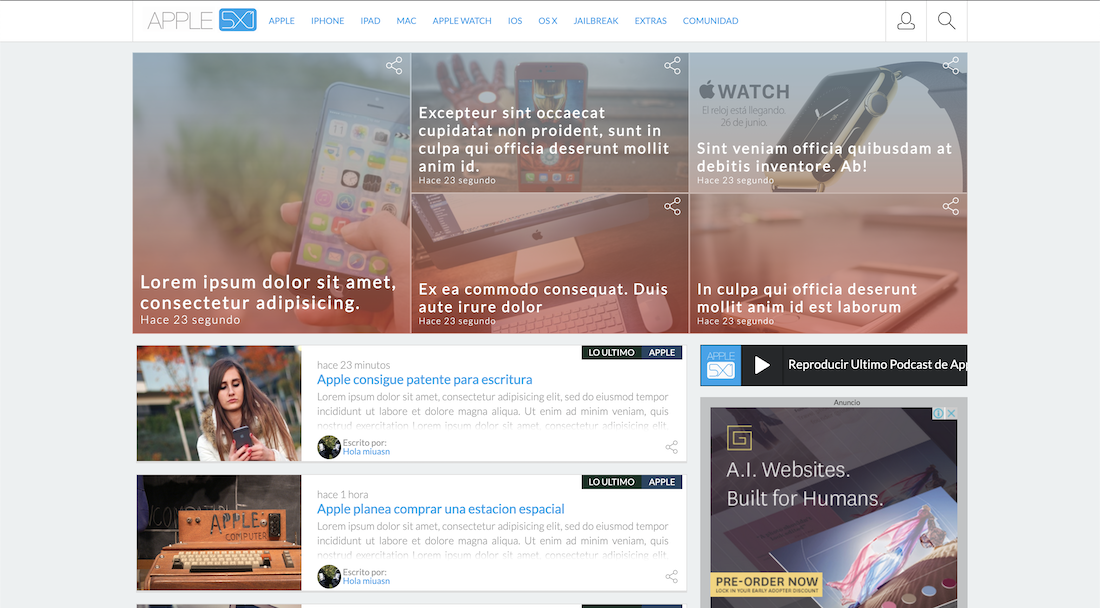 APPLE 5X1
APPLE IPHONE IPAD MAC APPLE WATCH IOS OS X JAILBREAK EXTRAS COMUNIDAD
Lorem ipsum dolor sit amet,
consectetur adipisicing.
Hace 23 segundo
Excepteur sint occaecat
cupidatat non proident, sunt in
culpa qui officia deserunt mollit
anim id.
Hace 23 segundo
WATCH
El reloj está llegando.
26 de junio.
Sint veniam officia quibusdam at
debitis inventore. Ab!
Hace 23 segundo
Ex ea commodo consequat. Duis
aute irure dolor
Hace 23 segundo
In culpa qui officia deserunt
mollit anim id est laborum
Hace 23 segundo
LO ULTIMO APPLE
hace 23 minutos
Apple consigue patente para escritura
Lorem ipsum dolor sit amet, consectetur adipisicing elit, sed do eiusmod tempor
incididunt ut labore et dolore magna aliqua. Ut enim ad minim veniam, quis
nostrud exercitation Lorem ipsum dolor sit amet, consectetur adipisicing elit,
Escrito por:
Hola miuasn
LO ULTIMO APPLE
hace 1 hora
Apple planea comprar una estacion espacial
Lorem ipsum dolor sit amet, consectetur adipisicing elit, sed do eiusmod tempor
incididunt ut labore et dolore magna aliqua. Ut enim ad minim veniam, quis
nostrud exercitation Lorem ipsum dolor sit amet, consectetur adipisicing elit,
Escrito por:
Hola miuasn
APPLE
COMPUTER
APPLE
5X1
Reproducir Ultimo Podcast de App
Anuncio
A.I. Websites.
Built for Humans.
PRE-ORDER NOW
LOCK IN YOUR EARLY ADOPTER DISCOUNT